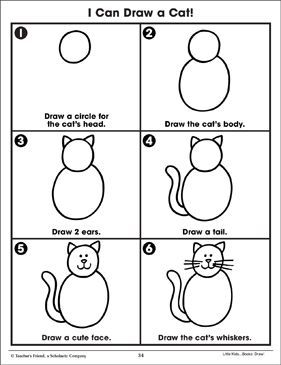 I Can Draw a Cat!
1
2
Draw a circle for
the cat's head.
Draw the cat's body.
3
4
Draw 2 ears.
Draw a tail.
5
6
Draw a cute face.
Draw the cat's whiskers.
© Teacher's Friend, a Scholastic Company
34
Little Kids...Books: Draw!